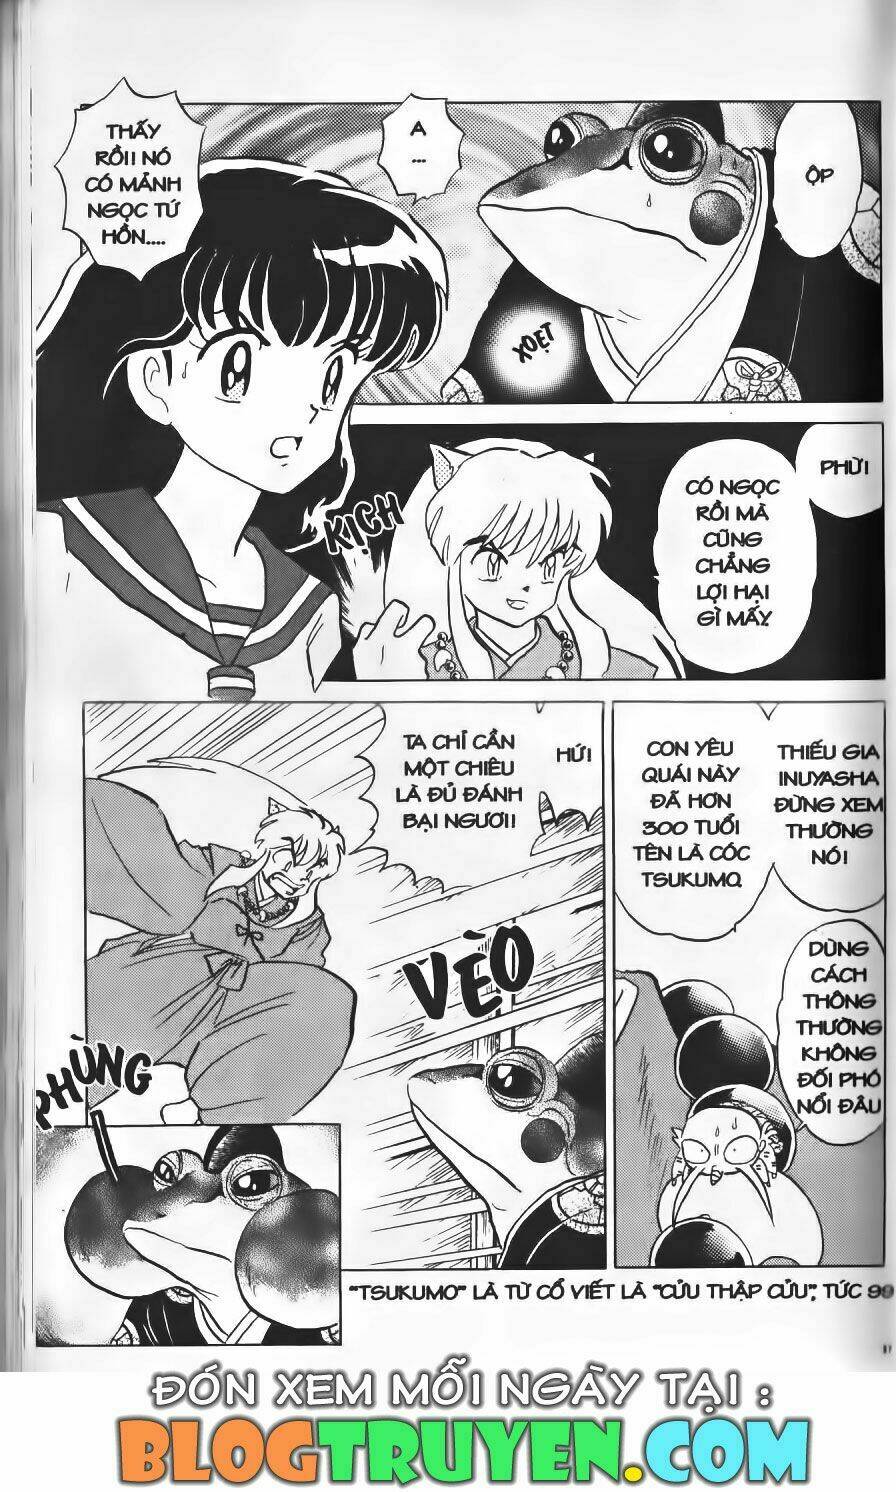 ỘP
A
...
THẤY
RỒI! NÓ
CÓ MẢNH
NGỌC TỨ
HỒN....
XOẸT
PHỪ!
CÓ NGỌC
RỒI MÀ
CŨNG
CHẲNG
LỢI HẠI
GÌ MẤY.
KỊCH
THIẾU GIA
INUYASHA
ĐỪNG XEM
THƯỜNG
NÓ!
CON YÊU
QUÁI NÀY
ĐÃ HƠN
300 TUỔI
TÊN LÀ CÓC
TSUKUMO.
DÙNG
CÁCH
THÔNG
THƯỜNG
KHÔNG
ĐỐI PHÓ
NỔI ĐÂU
HỨ!
TA CHỈ CẦN
MỘT CHIÊU
LÀ ĐỦ ĐÁNH
BẠI NGƯƠI!
VÈO
PHÙNG
"TSUKUMO" LÀ TỪ CỔ VIẾT LÀ "CỬU THẬP CỬU", TỨC 99
ĐÓN XEM MỖI NGÀY TẠI :
BLOGTRUYEN.COM